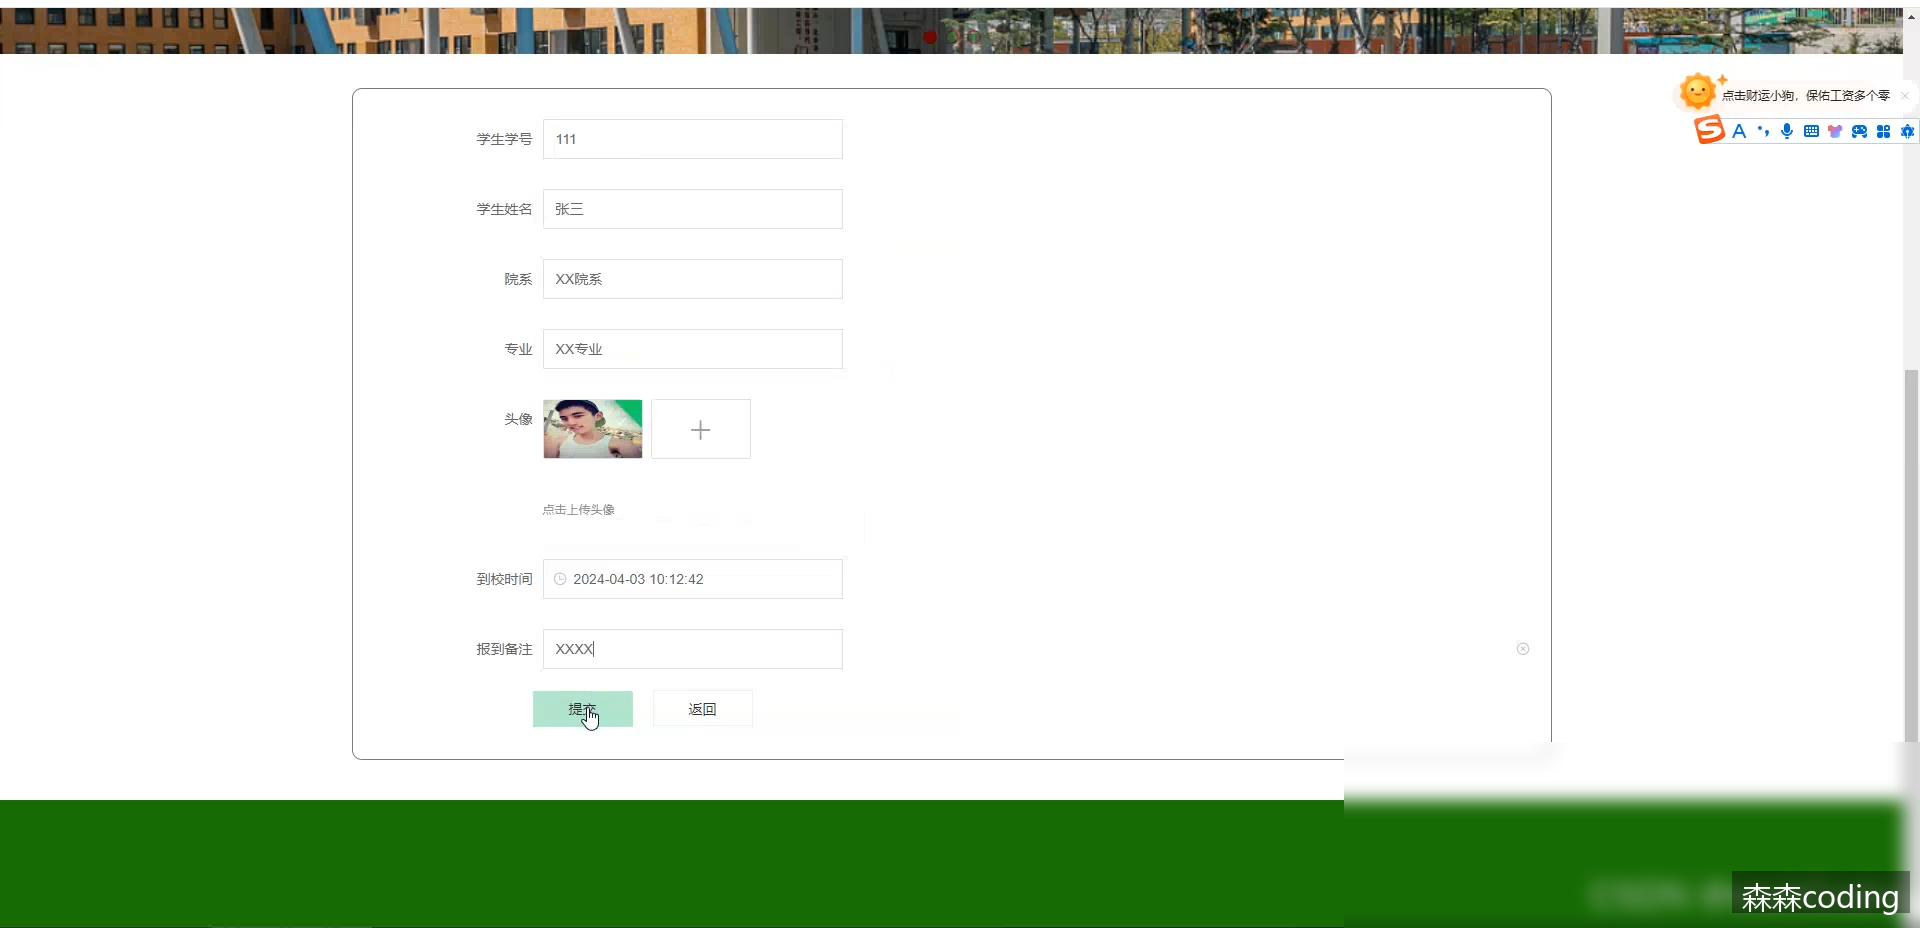 点击财运小狗，保佑工资多个零
学生学号 111
学生姓名 张三
院系 XX院系
专业 XX专业
头像
点击上传头像
到校时间 2024-04-03 10:12:42
报到备注 XXXX
提交 返回
森森coding